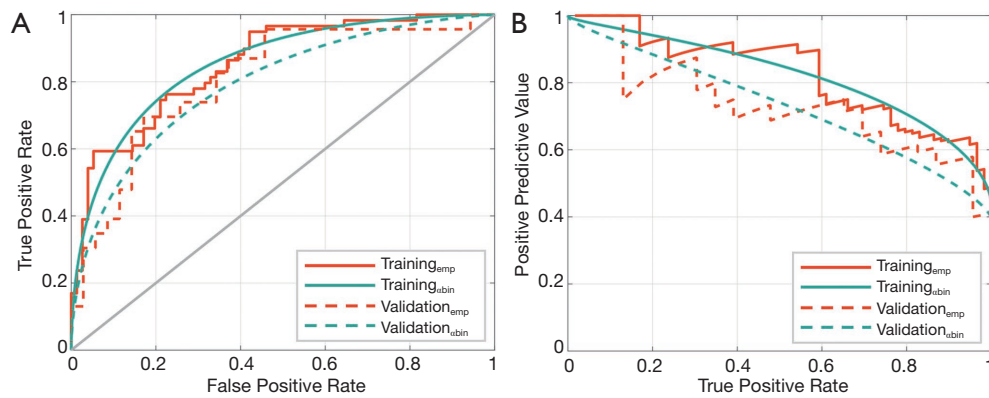 A
True Positive Rate
1
0.8
0.6
0.4
0.2
0
0.2
0.4
0.6
0.8
1
False Positive Rate
Training_emp
Training_αbin
Validation_emp
Validation_αbin
B
Positive Predictive Value
1
0.8
0.6
0.4
0.2
0
0
0.2
0.4
0.6
0.8
1
True Positive Rate
Training_emp
Training_αbin
Validation_emp
Validation_αbin